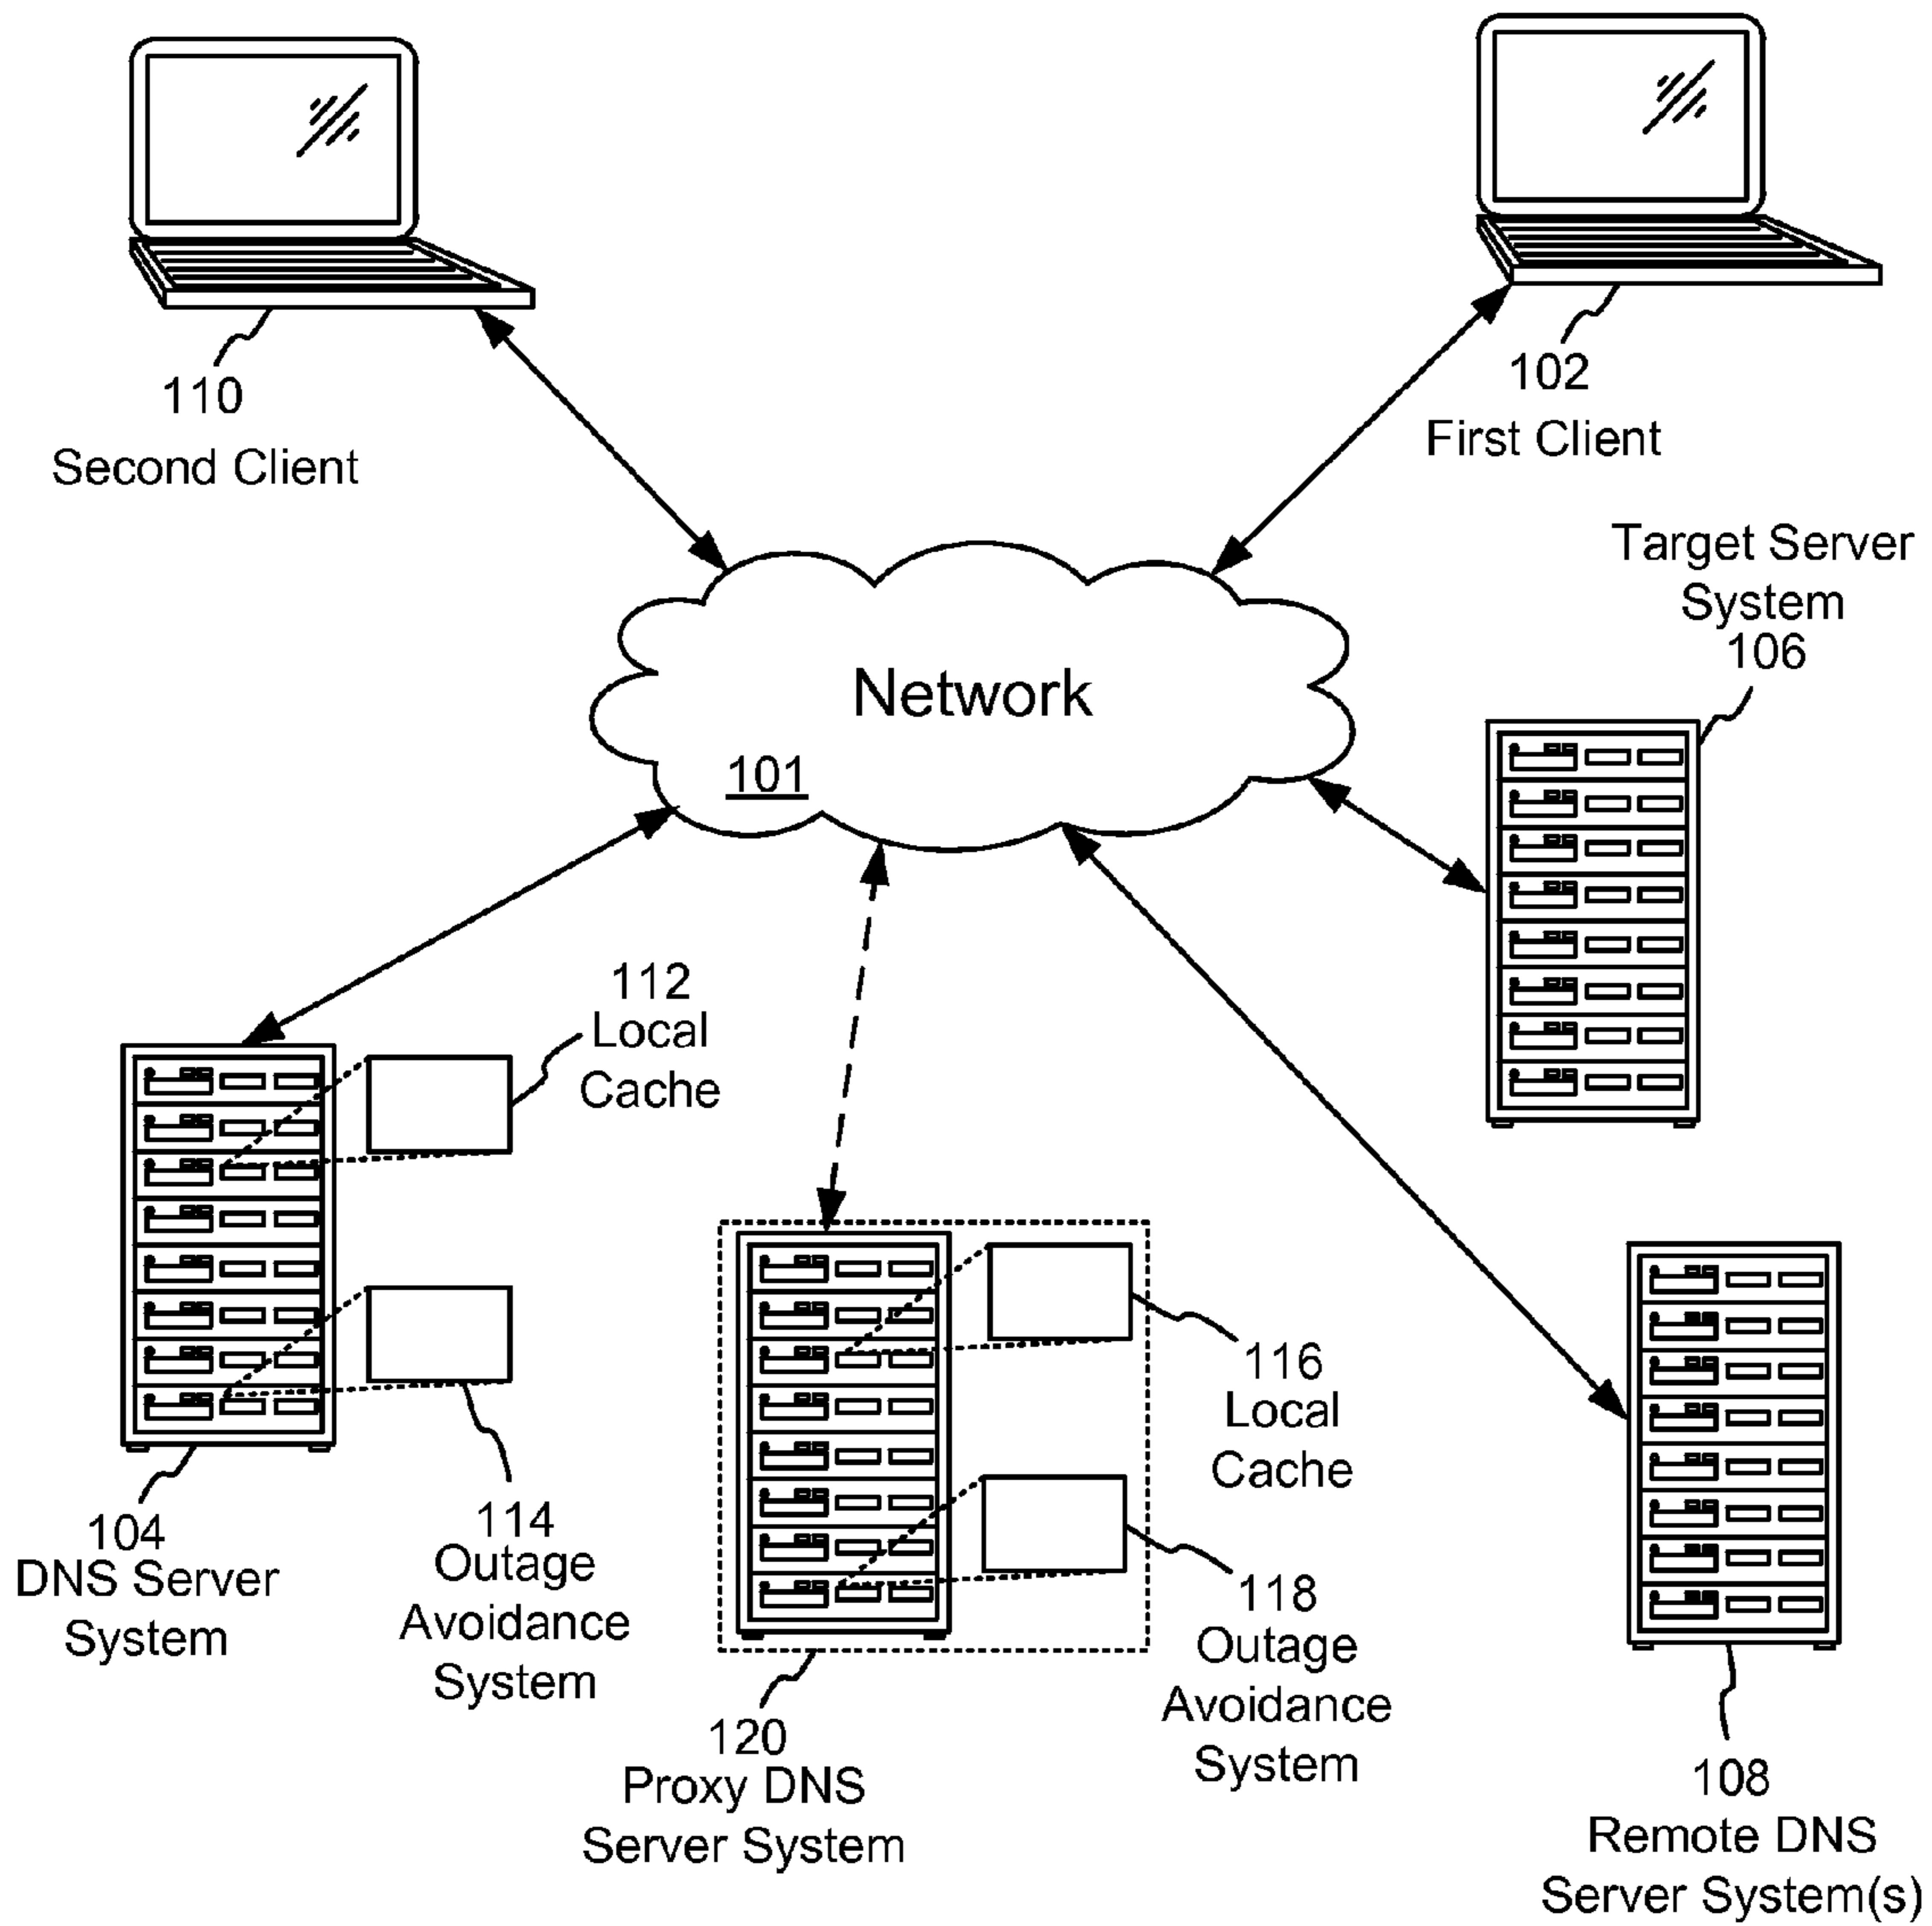 110
Second Client
102
First Client
Target Server
System
106
Network
101
112
Local
Cache
104
DNS Server
System
114
Outage
Avoidance
System
116
Local
Cache
118
Outage
Avoidance
System
120
Proxy DNS
Server System
108
Remote DNS
Server System(s)